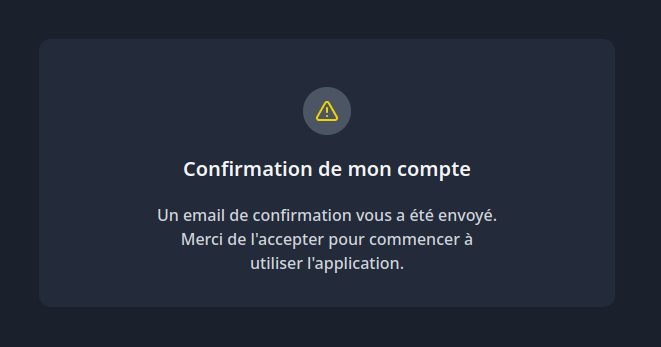 Confirmation de mon compte
Un email de confirmation vous a été envoyé.
Merci de l'accepter pour commencer à
utiliser l'application.